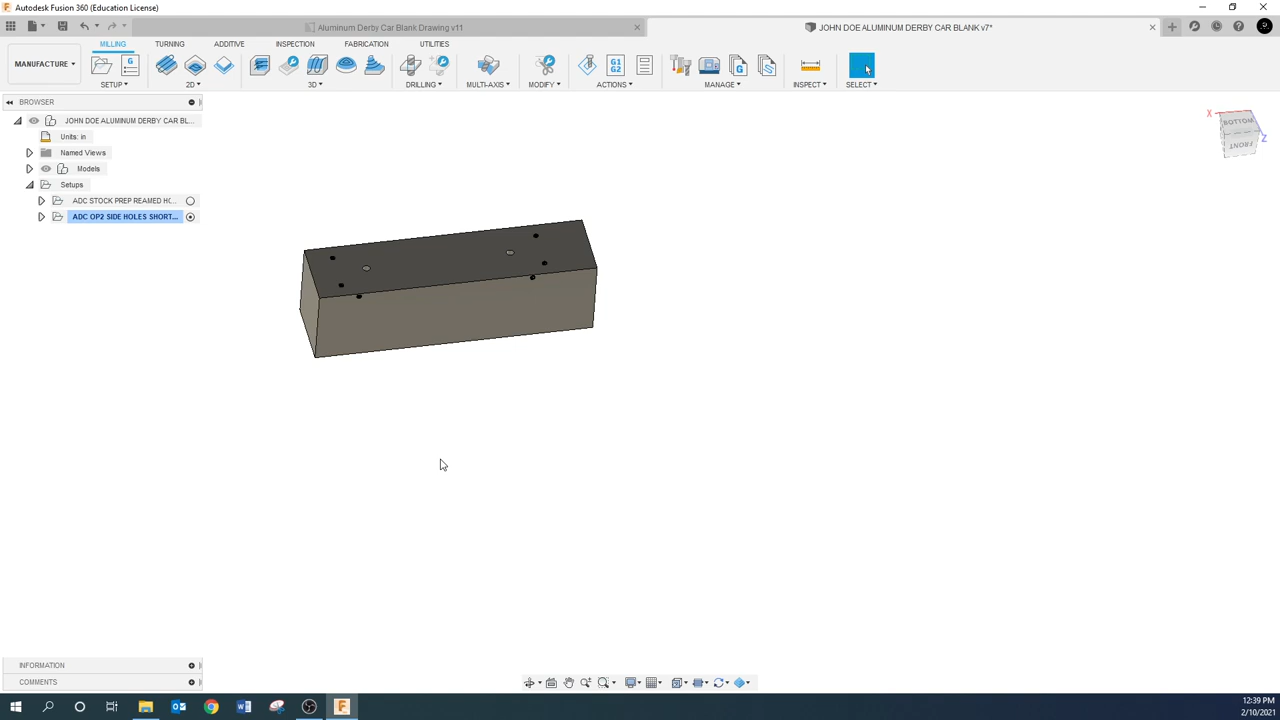 Autodesk Fusion 360 (Education License)
Aluminum Derby Car Blank Drawing v11
JOHN DOE ALUMINUM DERBY CAR BLANK v7*
MILLING TURNING ADDITIVE INSPECTION FABRICATION UTILITIES
MANUFACTURE
G
G1
G2
G
SETUP 2D 3D DRILLING MULTI-AXIS MODIFY ACTIONS MANAGE INSPECT SELECT
BROWSER
JOHN DOE ALUMINUM DERBY CAR BL...
Units: in
Named Views
Models
Setups
ADC STOCK PREP REAMED HO...
ADC OP2 SIDE HOLES SHORT...
X
BOTTOM
Z
FRONT
INFORMATION
COMMENTS
12:39 PM
2/10/2021